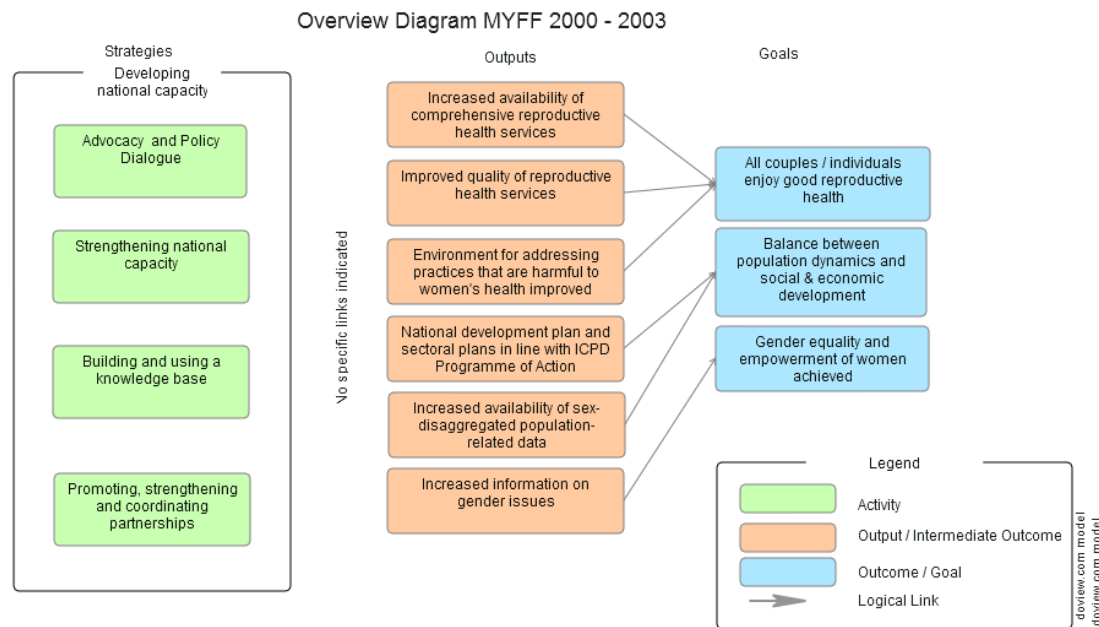 Overview Diagram MYFF 2000 - 2003
Strategies
Developing
national capacity
Advocacy and Policy
Dialogue
Strengthening national
capacity
Building and using a
knowledge base
Promoting, strengthening
and coordinating
partnerships
No specific links indicated
Outputs
Increased availability of
comprehensive reproductive
health services
Improved quality of reproductive
health services
Environment for addressing
practices that are harmful to
women's health improved
National development plan and
sectoral plans in line with ICPD
Programme of Action
Increased availability of sex-
disaggregated population-
related data
Increased information on
gender issues
Goals
All couples / individuals
enjoy good reproductive
health
Balance between
population dynamics and
social & economic
development
Gender equality and
empowerment of women
achieved
Legend
Activity
Output / Intermediate Outcome
Outcome / Goal
Logical Link
doview.com model
doview.com model